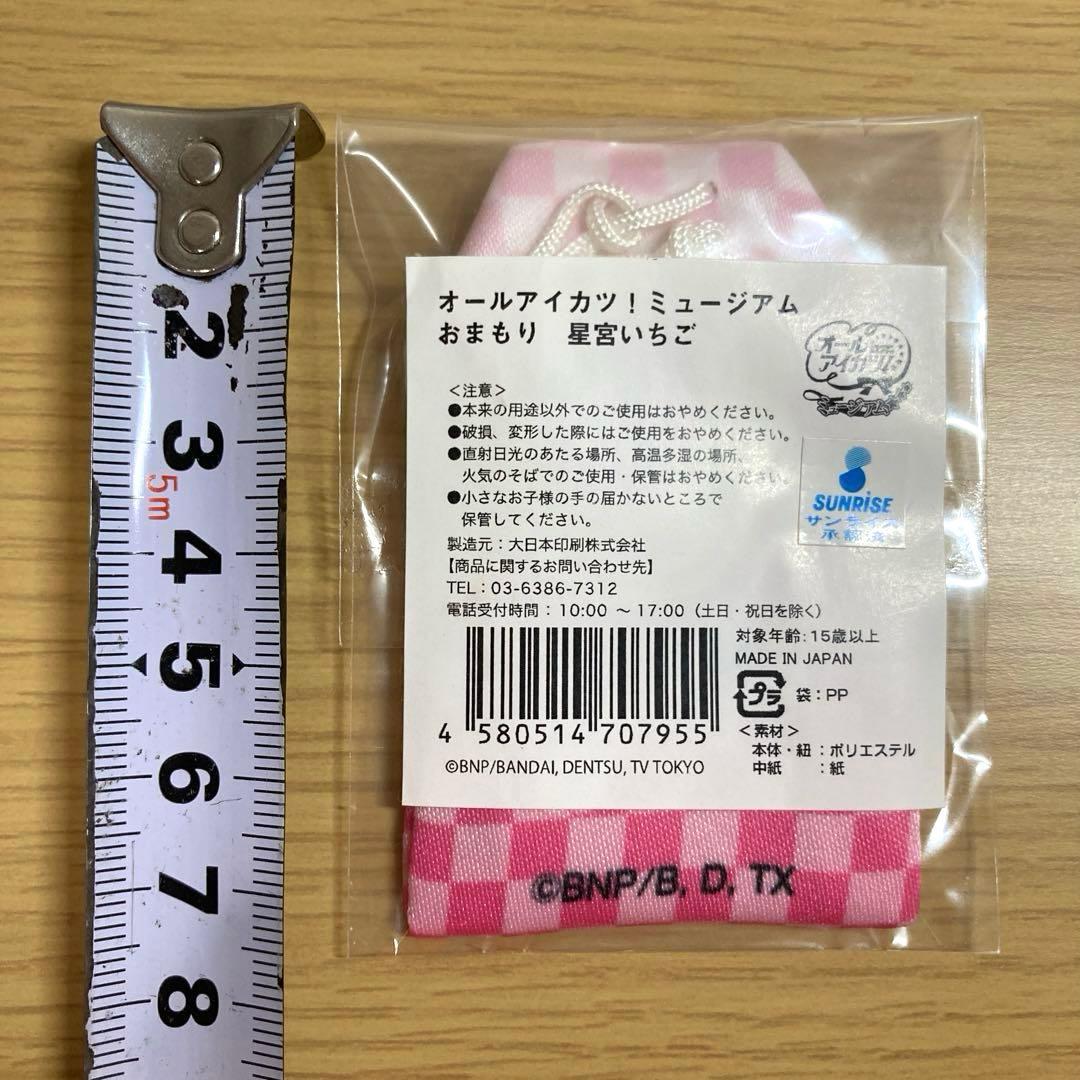 2
3
5m
4
5
6
7
8
オールアイカツ！ミュージアム
おまもり 星宮いちご
オール
アイカツ!
ミュージアム
＜注意＞
●本来の用途以外でのご使用はおやめください。
●破損、変形した際にはご使用をおやめください。
●直射日光のあたる場所、高温多湿の場所、
火気のそばでのご使用・保管はおやめください。
●小さなお子様の手の届かないところで
保管してください。
SUNRISE
サンライズ
承認済
製造元：大日本印刷株式会社
【商品に関するお問い合わせ先】
TEL：03-6386-7312
電話受付時間：10:00 ～ 17:00（土日・祝日を除く）
対象年齢：15歳以上
MADE IN JAPAN
プラ 袋：PP
＜素材＞
本体・紐：ポリエステル
中紙 ：紙
4 580514 707955
©BNP/BANDAI, DENTSU, TV TOKYO
©BNP/B, D, TX